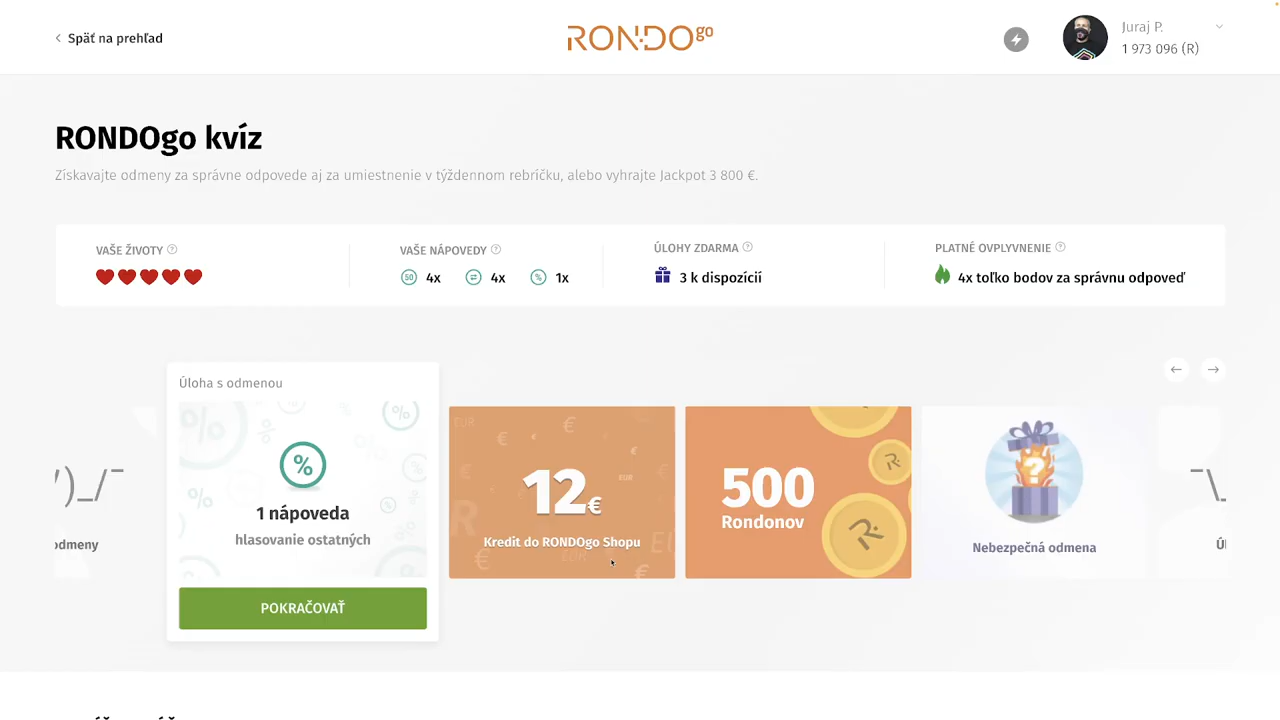 Späť na prehľad
RONDOgo
Juraj P.
1 973 096 (R)
RONDOgo kvíz
Získavajte odmeny za správne odpovede aj za umiestnenie v týždennom rebríčku, alebo vyhrajte Jackpot 3 800 €.
VAŠE ŽIVOTY
VAŠE NÁPOVEDY
ÚLOHY ZDARMA
PLATNÉ OVPLYVNENIE
50 4x 4x % 1x
3 k dispozícií
4x toľko bodov za správnu odpoveď
Úloha s odmenou
%
1 nápoveda
hlasovanie ostatných
POKRAČOVAŤ
12€
Kredit do RONDOgo Shopu
500
Rondonov
Nebezpečná odmena